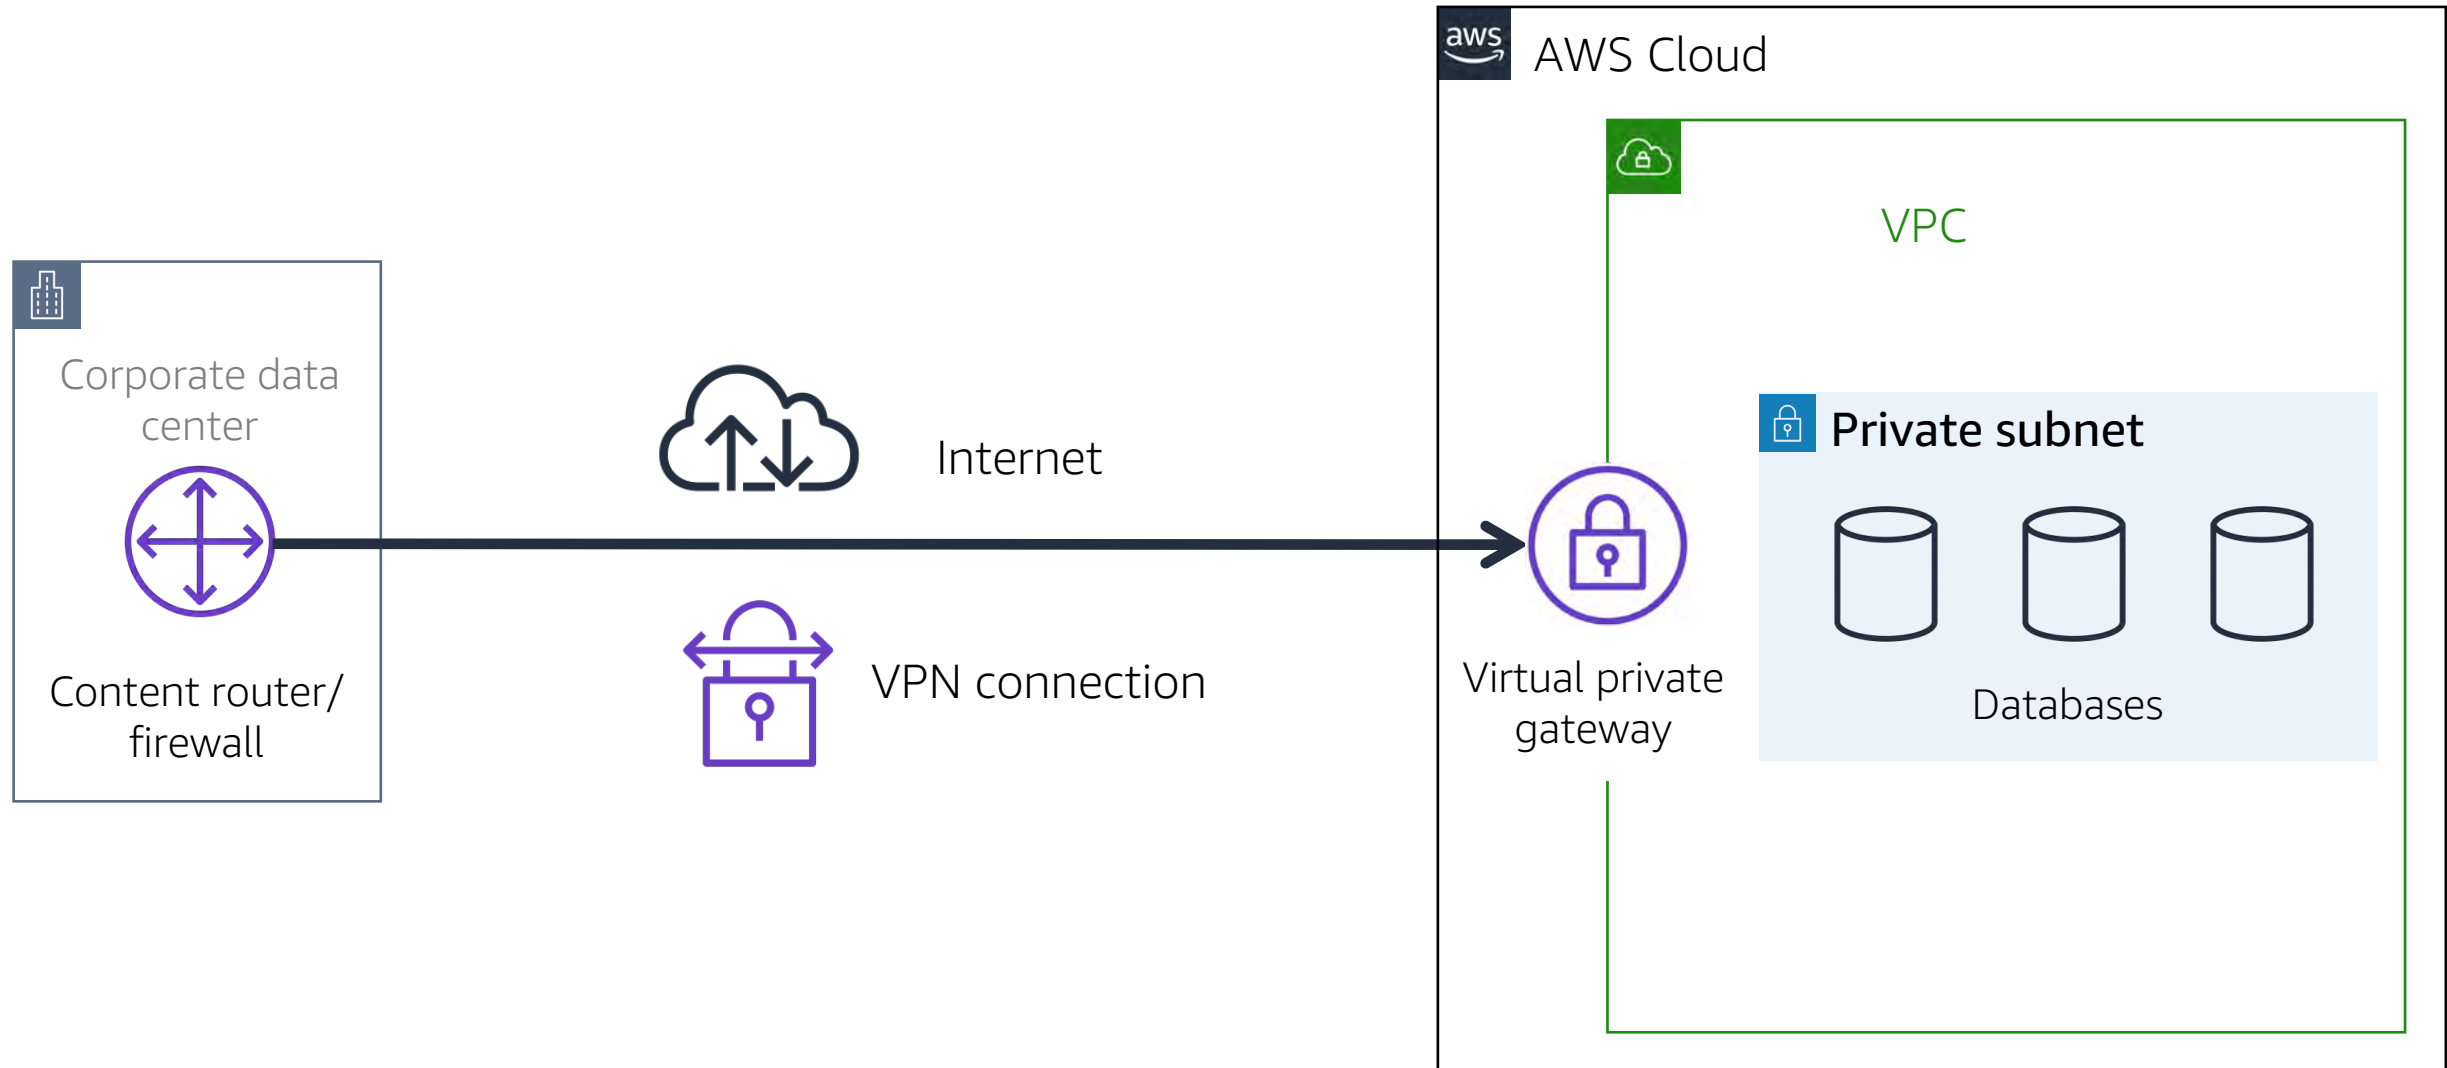 aws
AWS Cloud
VPC
Corporate data
center
Private subnet
Internet
Content router/
firewall
VPN connection
Virtual private
gateway
Databases